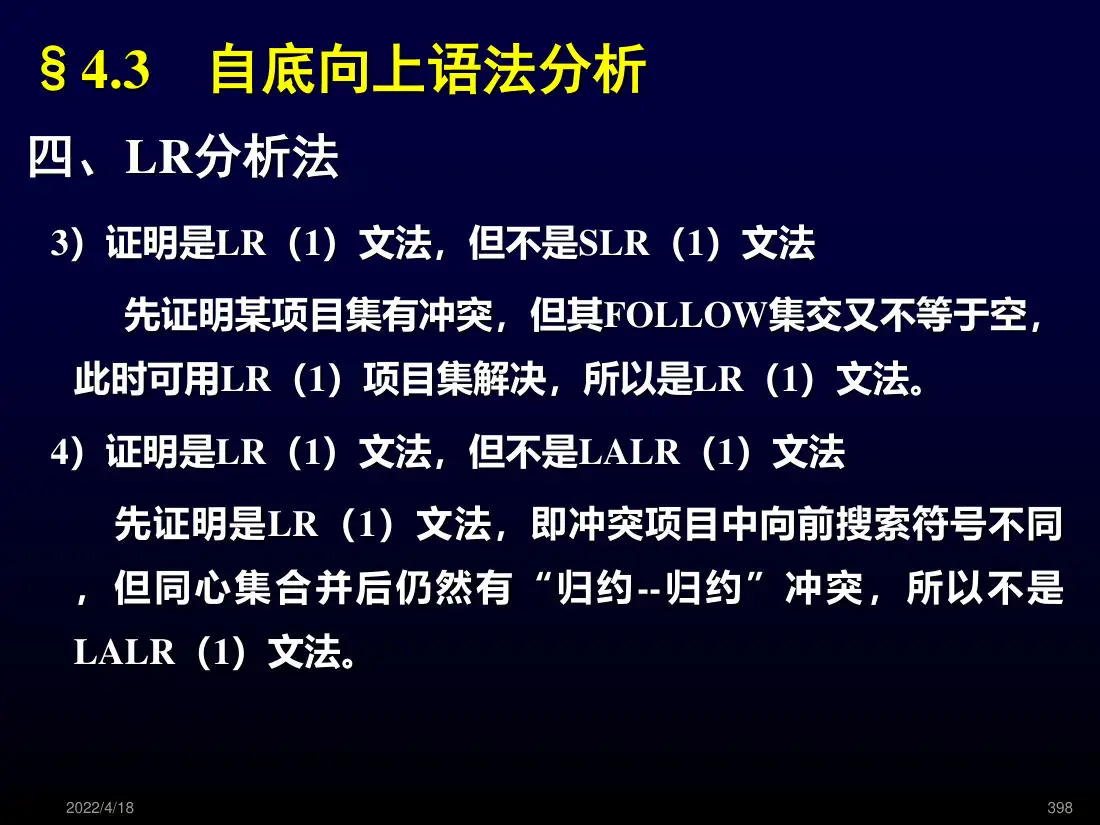 §4.3 自底向上语法分析
四、LR分析法
3）证明是LR（1）文法，但不是SLR（1）文法
先证明某项目集有冲突，但其FOLLOW集交又不等于空，
此时可用LR（1）项目集解决，所以是LR（1）文法。
4）证明是LR（1）文法，但不是LALR（1）文法
先证明是LR（1）文法，即冲突项目中向前搜索符号不同
，但同心集合并后仍然有“归约--归约”冲突，所以不是
LALR（1）文法。
2022/4/18
398